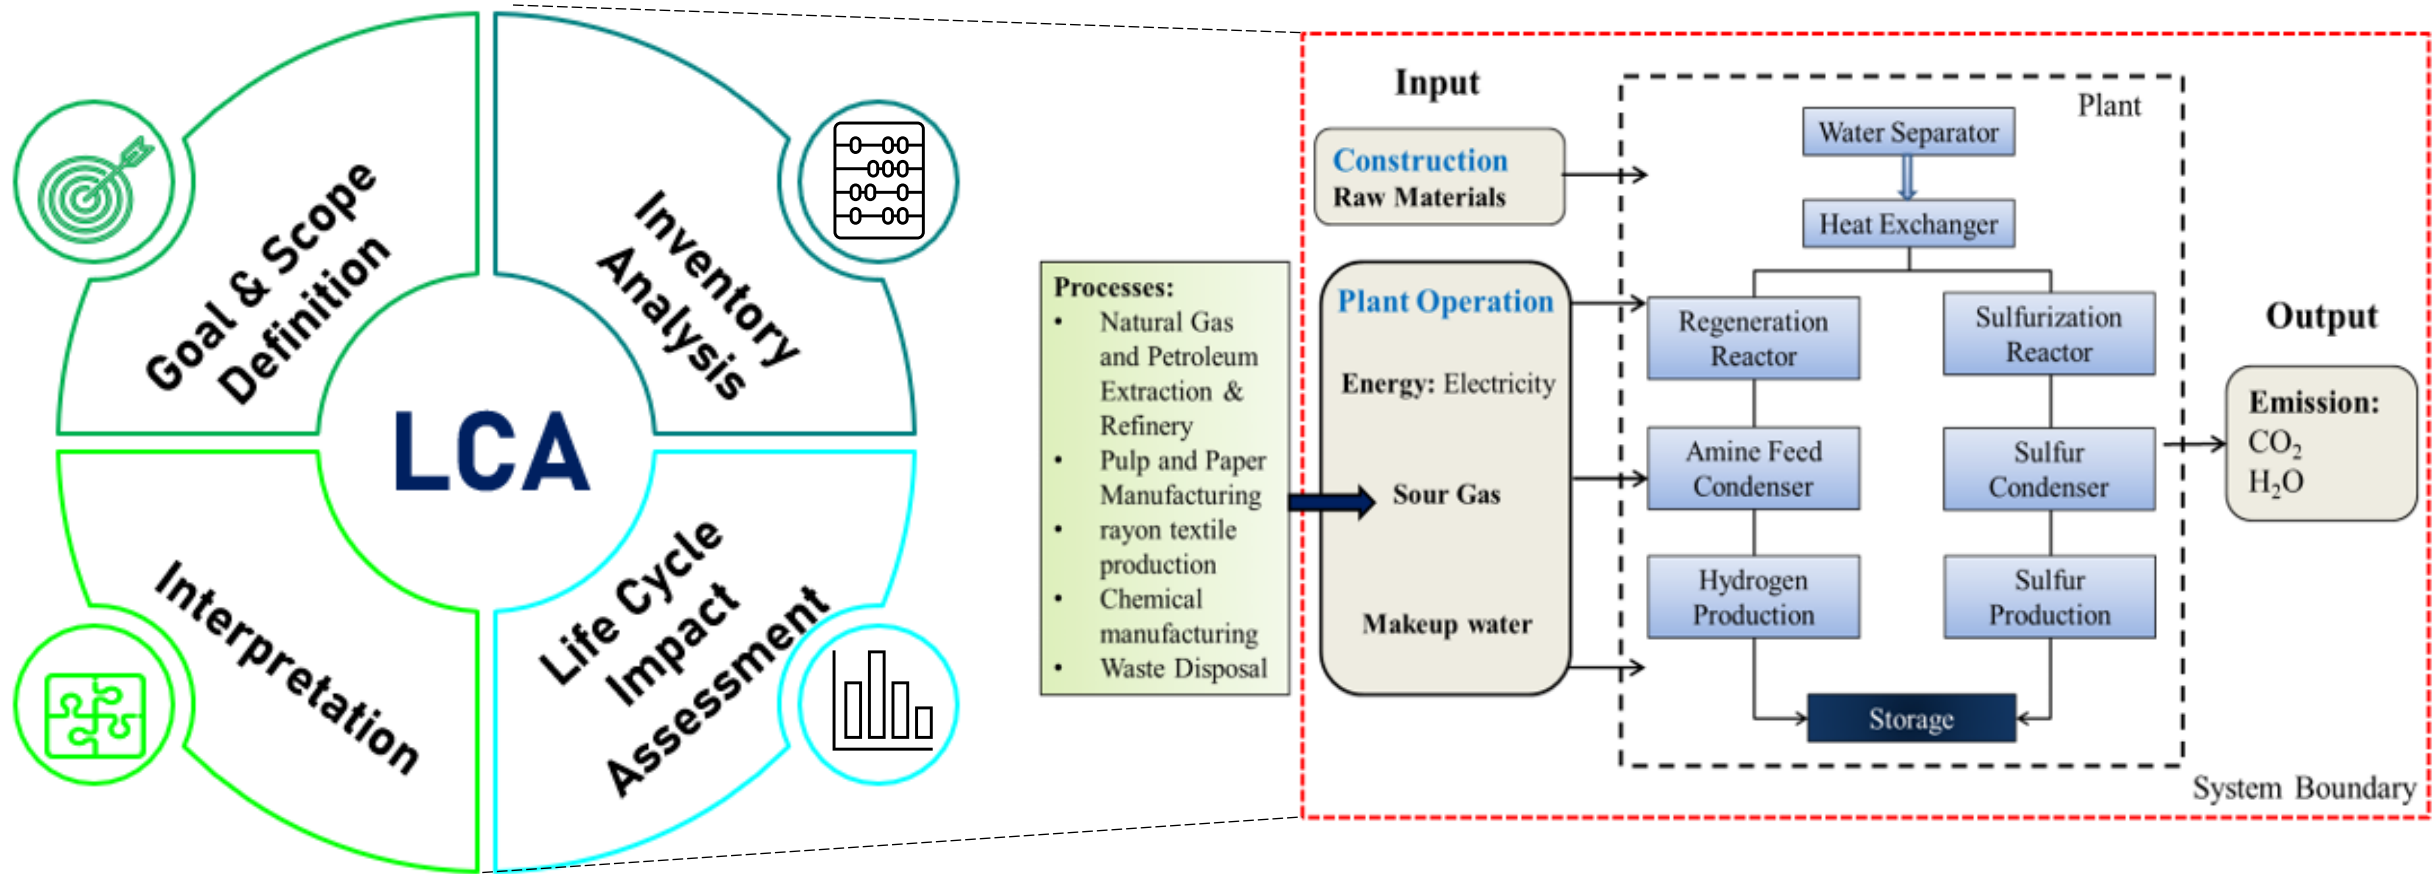 Goal & Scope
Definition
Inventory
Analysis
LCA
Interpretation
Life Cycle
Impact
Assessment
Processes:
• Natural Gas
and Petroleum
Extraction &
Refinery
• Pulp and Paper
Manufacturing
• rayon textile
production
• Chemical
manufacturing
• Waste Disposal
Input
Construction
Raw Materials
Plant Operation
Energy: Electricity
Sour Gas
Makeup water
Plant
Water Separator
Heat Exchanger
Regeneration
Reactor
Sulfurization
Reactor
Amine Feed
Condenser
Sulfur
Condenser
Hydrogen
Production
Sulfur
Production
Storage
Output
Emission:
CO₂
H₂O
System Boundary